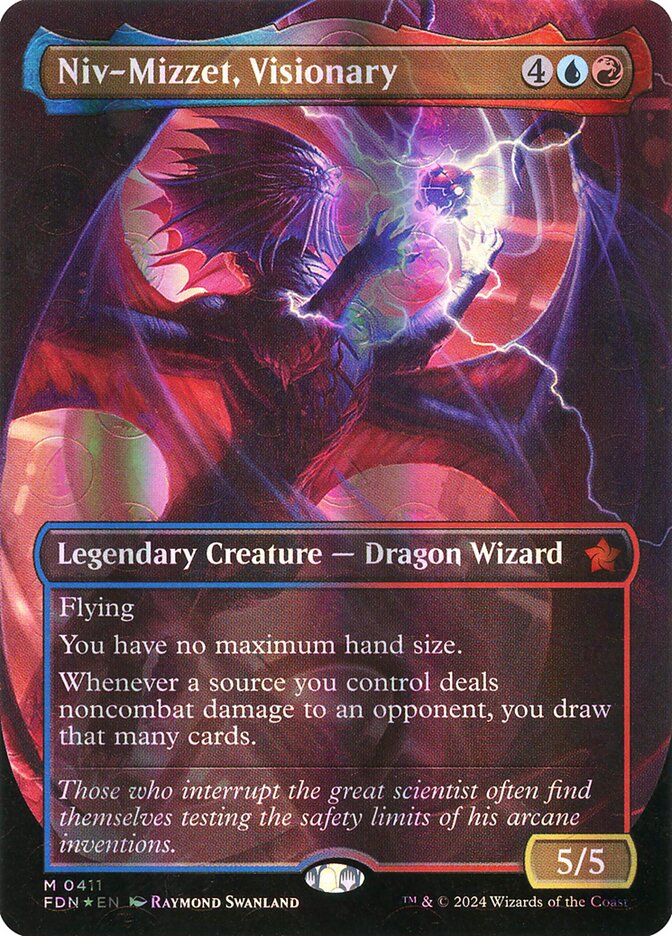 Niv-Mizzet, Visionary 4
Legendary Creature — Dragon Wizard
Flying
You have no maximum hand size.
Whenever a source you control deals
noncombat damage to an opponent, you draw
that many cards.
Those who interrupt the great scientist often find
themselves testing the safety limits of his arcane
inventions.
5/5
M 0411
FDN★EN Raymond Swanland ™ & © 2024 Wizards of the Coast